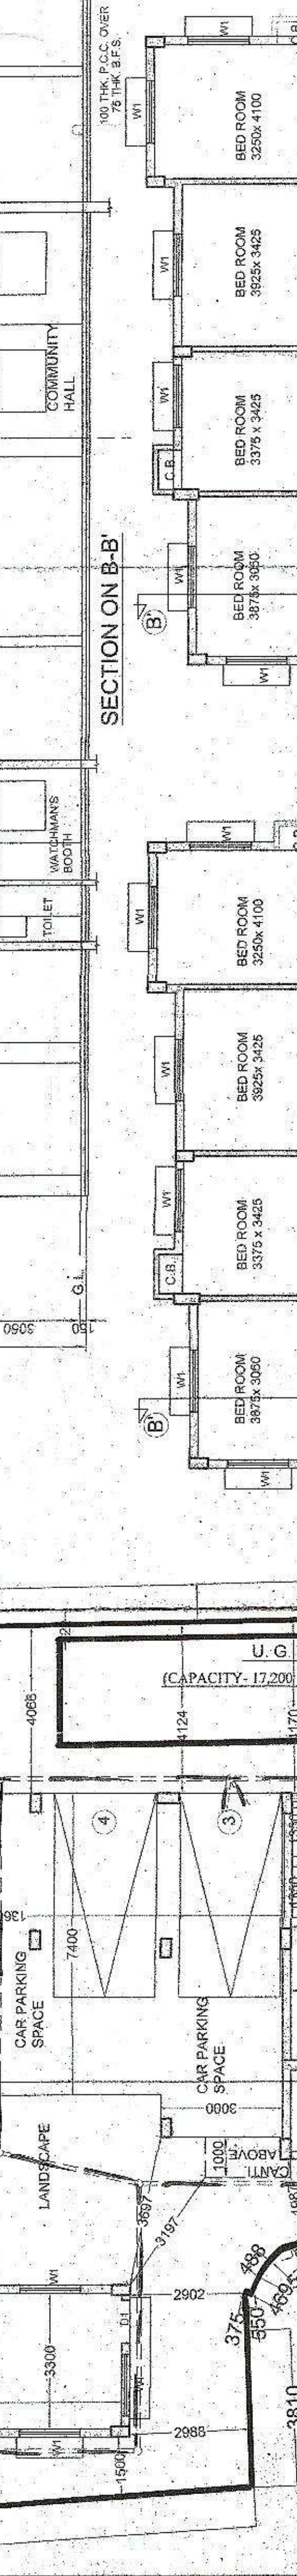 100 THK. P.C.C. OVER
75 THK. B.F.S.
COMMUNITY
HALL
SECTION ON B-B'
WATCHMAN'S
BOOTH
TOILET
G.L.
3050
150
W1
W1
BED ROOM
3250x 4100
W1
BED ROOM
3925x 3425
W1
BED ROOM
3375 x 3425
C.B.
W1
BED ROOM
3875x 3050
B'
W1
W1
W1
BED ROOM
3250x 4100
W1
BED ROOM
3925x 3425
W1
BED ROOM
3375 x 3425
C.B.
W1
BED ROOM
3875x 3050
B'
W1
4068
U. G.
(CAPACITY- 17,200
4124
1170
4
3
7400
CAR PARKING
SPACE
CAR PARKING
SPACE
3000
LANDSCAPE
1000
CANTI.
ABOVE
3697
3197
W1
D1
2902
3300
W1
1500
2988
375
550
488
3810